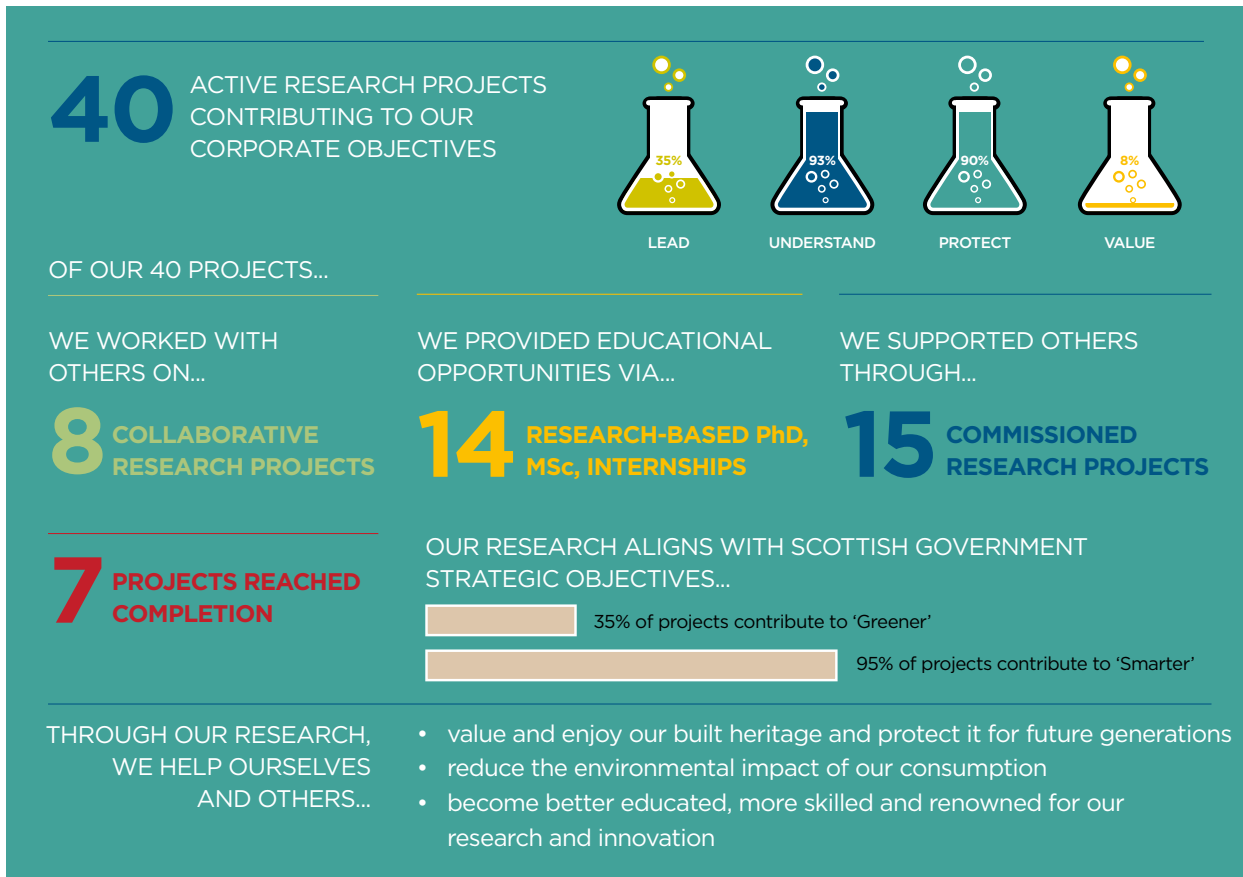 40
ACTIVE RESEARCH PROJECTS
CONTRIBUTING TO OUR
CORPORATE OBJECTIVES
35%
93%
90%
8%
LEAD
UNDERSTAND
PROTECT
VALUE
OF OUR 40 PROJECTS...
WE WORKED WITH
OTHERS ON...
8
COLLABORATIVE
RESEARCH PROJECTS
WE PROVIDED EDUCATIONAL
OPPORTUNITIES VIA...
14
RESEARCH-BASED PhD,
MSc, INTERNSHIPS
WE SUPPORTED OTHERS
THROUGH...
15
COMMISSIONED
RESEARCH PROJECTS
7
PROJECTS REACHED
COMPLETION
OUR RESEARCH ALIGNS WITH SCOTTISH GOVERNMENT
STRATEGIC OBJECTIVES...
35% of projects contribute to ‘Greener’
95% of projects contribute to ‘Smarter’
THROUGH OUR RESEARCH,
WE HELP OURSELVES
AND OTHERS...
• value and enjoy our built heritage and protect it for future generations
• reduce the environmental impact of our consumption
• become better educated, more skilled and renowned for our
research and innovation